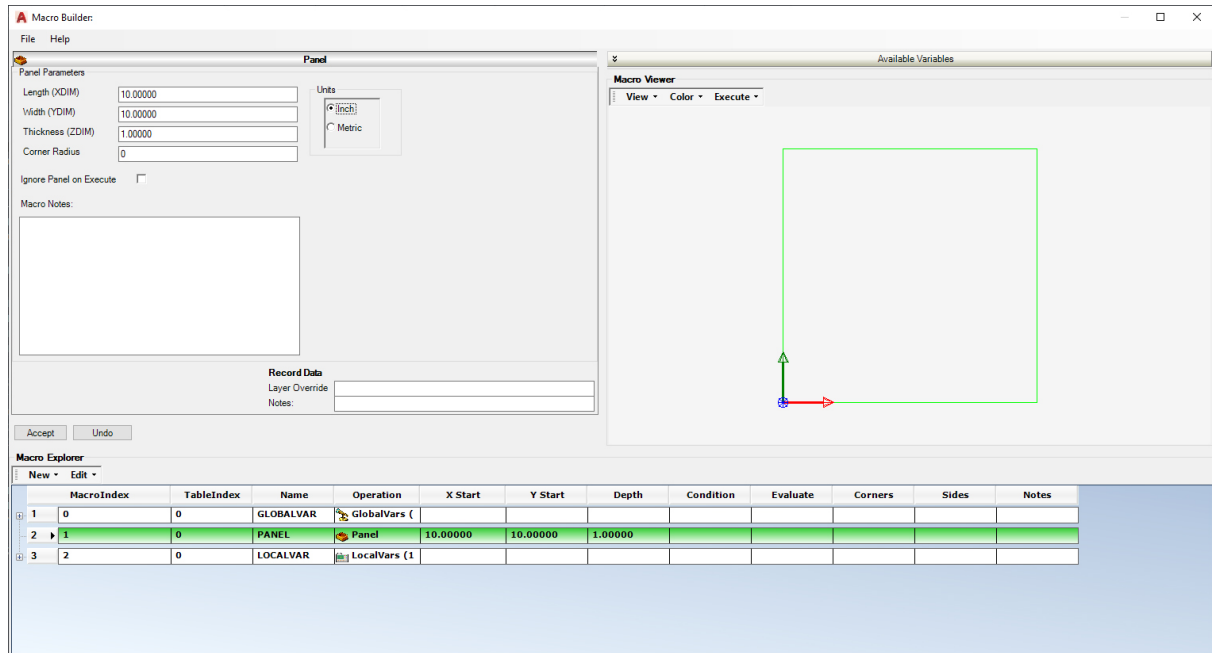 Macro Builder:
File Help
Panel
Panel Parameters
Length (XDIM) 10.00000
Width (YDIM) 10.00000
Thickness (ZDIM) 1.00000
Corner Radius 0
Units
Inch
Metric
Ignore Panel on Execute
Macro Notes:
Record Data
Layer Override
Notes:
Accept Undo
Available Variables
Macro Viewer
View Color Execute
Macro Explorer
New Edit
MacroIndex TableIndex Name Operation X Start Y Start Depth Condition Evaluate Corners Sides Notes
1 0 0 GLOBALVAR GlobalVars (
2 1 0 PANEL Panel 10.00000 10.00000 1.00000
3 2 0 LOCALVAR LocalVars (1